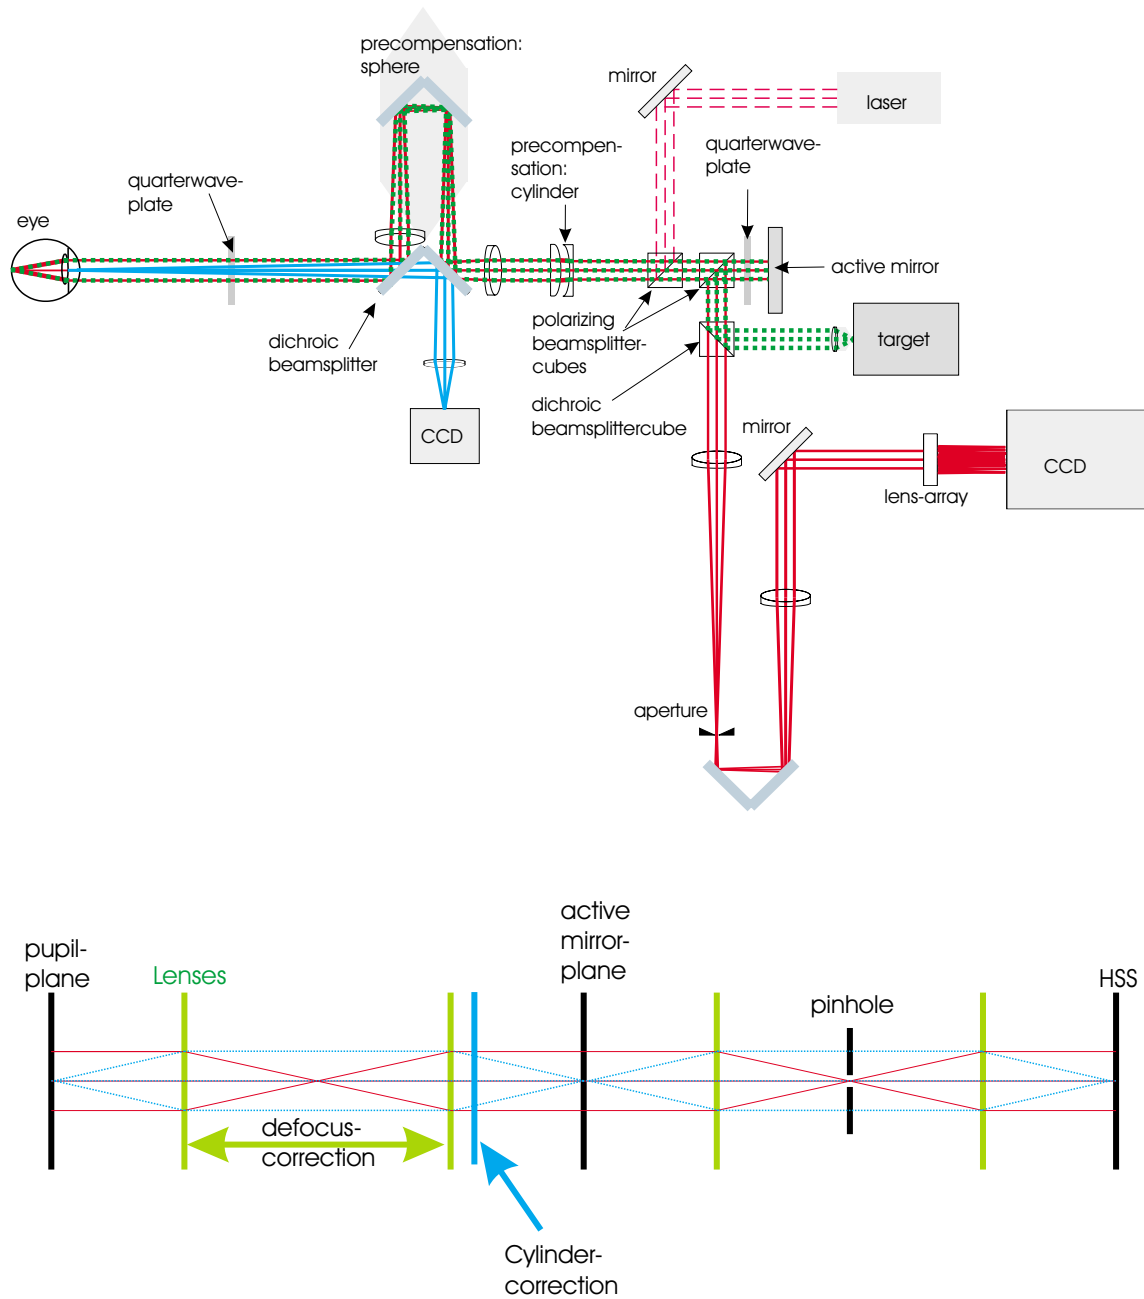 precompensation:
sphere
mirror
laser
precompen-
sation:
cylinder
quarterwave-
plate
quarterwave-
plate
eye
active mirror
dichroic
beamsplitter
polarizing
beamsplitter-
cubes
target
dichroic
beamsplittercube
CCD
mirror
lens-array
CCD
aperture
pupil-
plane
Lenses
active
mirror-
plane
pinhole
HSS
defocus-
correction
Cylinder-
correction